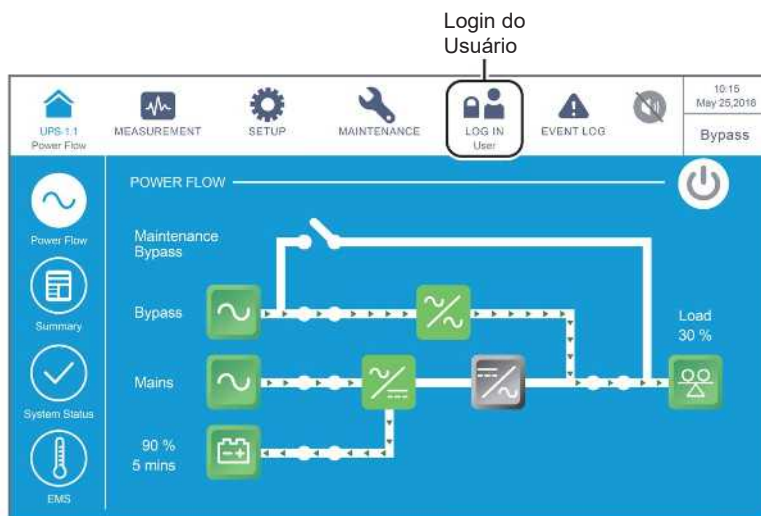 Login do
Usuário
UPS-1.1
Power Flow
MEASUREMENT
SETUP
MAINTENANCE
LOG IN
User
EVENT LOG
10:15
May 25,2016
Bypass
Power Flow
Summary
System Status
EMS
POWER FLOW
Maintenance
Bypass
Bypass
Mains
90 %
5 mins
Load
30 %